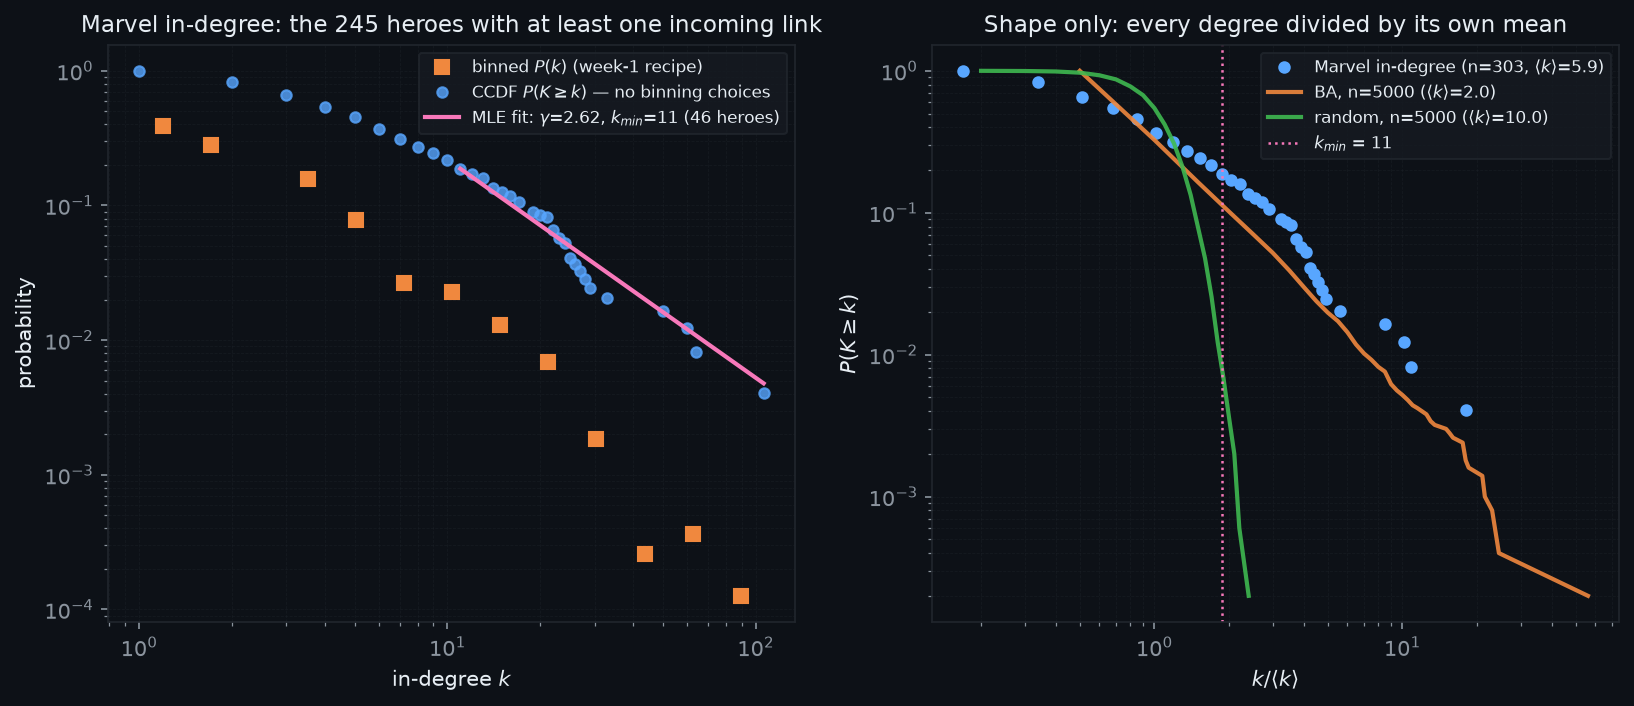 Marvel in-degree: the 245 heroes with at least one incoming link
binned P(k) (week-1 recipe)
CCDF P(K ≥ k) — no binning choices
MLE fit: γ=2.62, kmin=11 (46 heroes)
probability
10⁰
10⁻¹
10⁻²
10⁻³
10⁻⁴
10⁰
10¹
10²
in-degree k
Shape only: every degree divided by its own mean
Marvel in-degree (n=303, ⟨k⟩=5.9)
BA, n=5000 (⟨k⟩=2.0)
random, n=5000 (⟨k⟩=10.0)
kmin = 11
P(K ≥ k)
10⁰
10⁻¹
10⁻²
10⁻³
10⁰
10¹
k/⟨k⟩